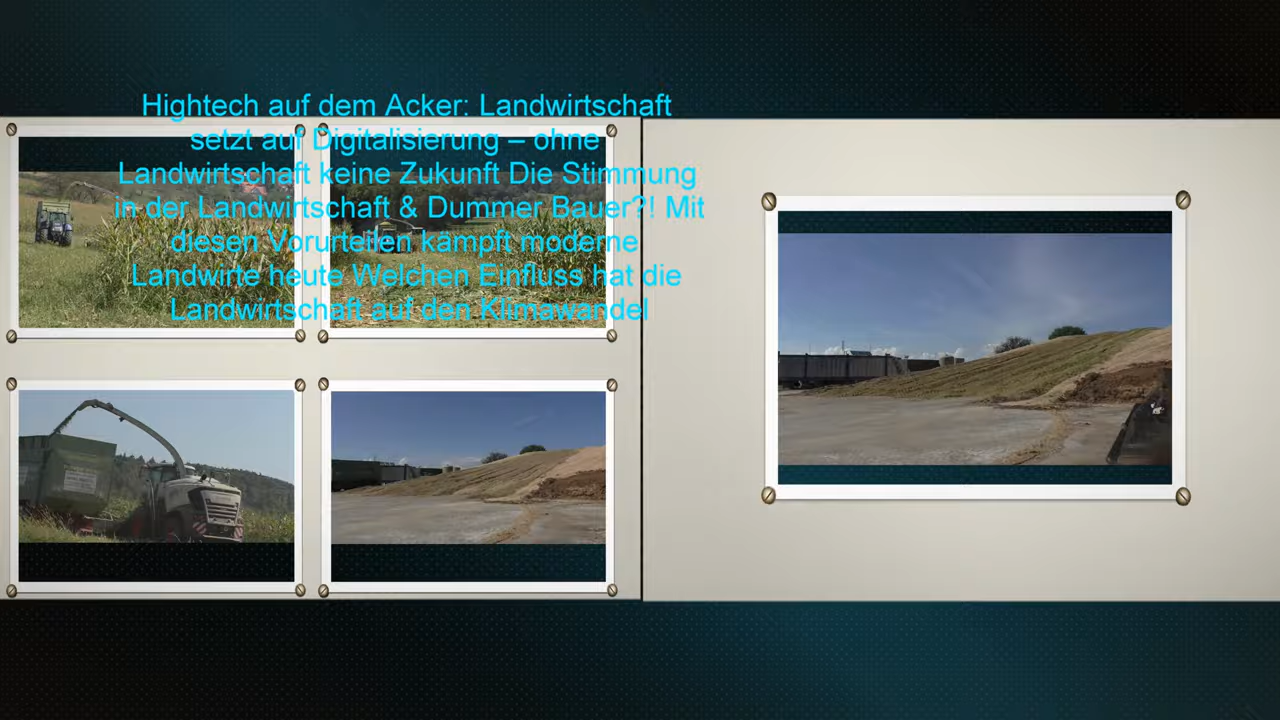 Hightech auf dem Acker: Landwirtschaft
setzt auf Digitalisierung – ohne
Landwirtschaft keine Zukunft Die Stimmung
in der Landwirtschaft & Dummer Bauer?! Mit
diesen Vorurteilen kämpft moderne
Landwirte heute Welchen Einfluss hat die
Landwirtschaft auf den Klimawandel